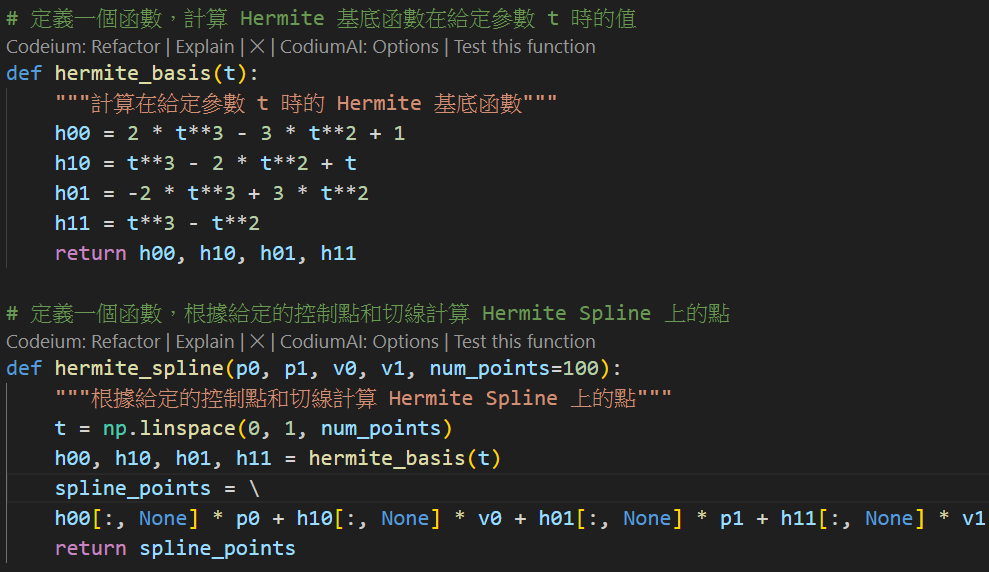 # 定義一個函數，計算 Hermite 基底函數在給定參數 t 時的值
Codeium: Refactor | Explain | X | CodiumAI: Options | Test this function
def hermite_basis(t):
    """計算在給定參數 t 時的 Hermite 基底函數"""
    h00 = 2 * t**3 - 3 * t**2 + 1
    h10 = t**3 - 2 * t**2 + t
    h01 = -2 * t**3 + 3 * t**2
    h11 = t**3 - t**2
    return h00, h10, h01, h11
# 定義一個函數，根據給定的控制點和切線計算 Hermite Spline 上的點
Codeium: Refactor | Explain | X | CodiumAI: Options | Test this function
def hermite_spline(p0, p1, v0, v1, num_points=100):
    """根據給定的控制點和切線計算 Hermite Spline 上的點"""
    t = np.linspace(0, 1, num_points)
    h00, h10, h01, h11 = hermite_basis(t)
    spline_points = \
    h00[:, None] * p0 + h10[:, None] * v0 + h01[:, None] * p1 + h11[:, None] * v1
    return spline_points